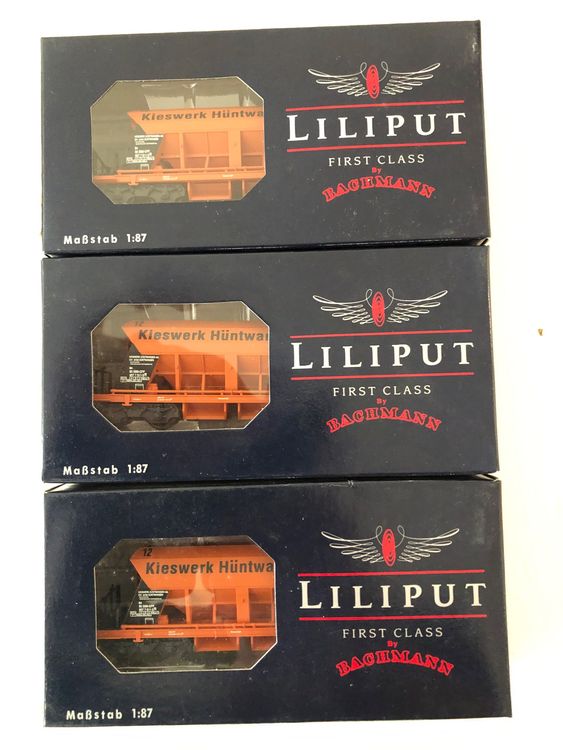 Kieswerk Hüntwa
LILIPUT
FIRST CLASS
By
BACHMANN
Maßstab 1:87
Kieswerk Hüntwa
LILIPUT
FIRST CLASS
By
BACHMANN
Maßstab 1:87
12
Kieswerk Hüntwa
LILIPUT
FIRST CLASS
By
BACHMANN
Maßstab 1:87